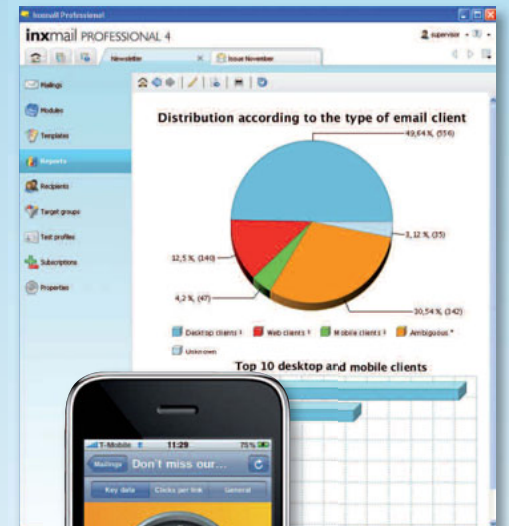 Inxmail Professional
inxmail PROFESSIONAL 4
supervisor
Newsletter
Issue November
Mailings
Modules
Templates
Reports
Recipients
Target groups
Test profiles
Subscriptions
Properties
Distribution according to the type of email client
49,64 %, (556)
3,12 %, (35)
12,5 %, (140)
4,2 %, (47)
30,54 %, (342)
Desktop clients ¹ Web clients ² Mobile clients ³ Ambiguous *
Unknown
Top 10 desktop and mobile clients
T-Mobile 11:29 75%
Mailings Don't miss our...
Key data Clicks per link General